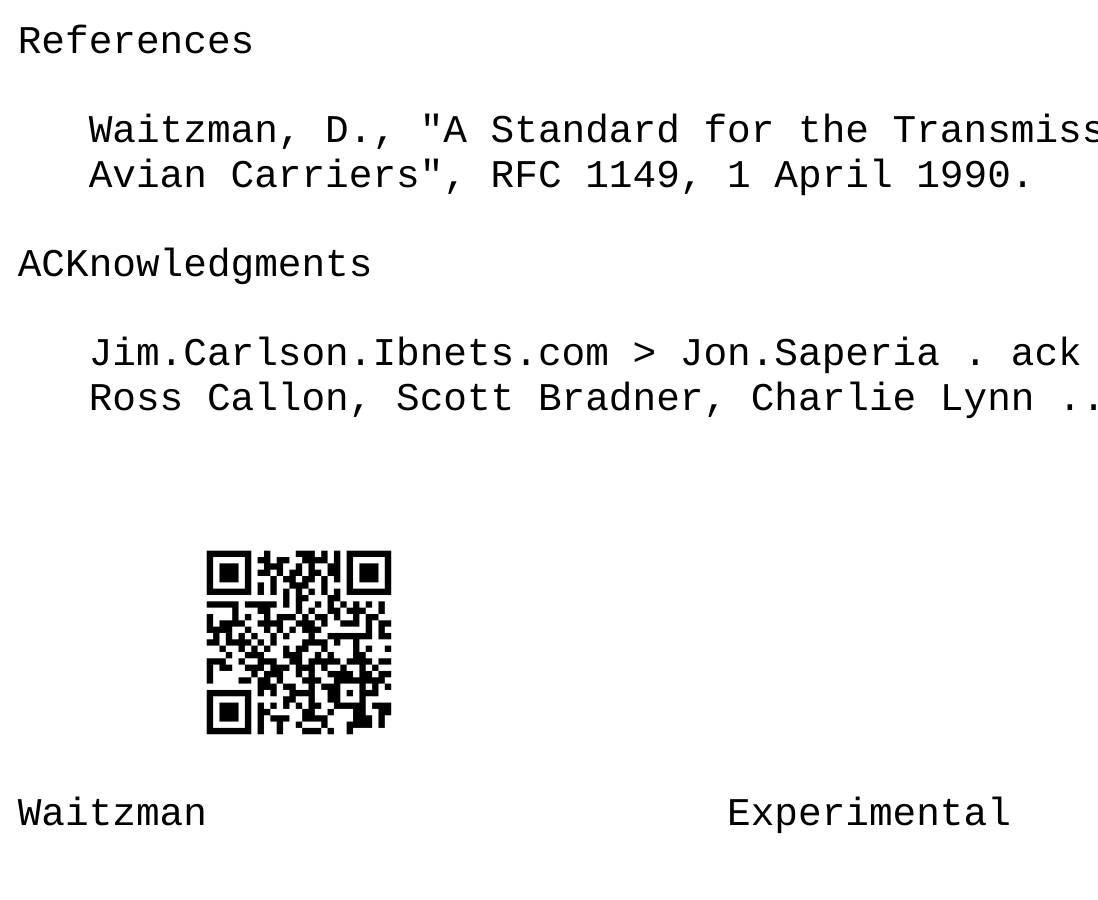 References
Waitzman, D., "A Standard for the Transmiss
Avian Carriers", RFC 1149, 1 April 1990.
ACKnowledgments
Jim.Carlson.Ibnets.com > Jon.Saperia . ack
Ross Callon, Scott Bradner, Charlie Lynn ..
Waitzman Experimental